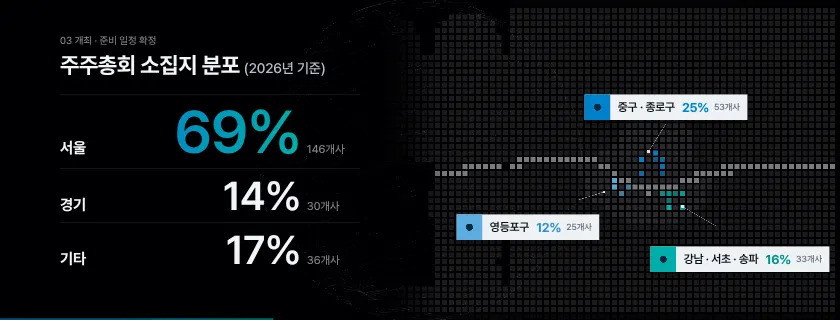 03 개최 · 준비 일정 확정
주주총회 소집지 분포 (2026년 기준)
서울 69% 146개사
경기 14% 30개사
기타 17% 36개사
중구 · 종로구 25% 53개사
영등포구 12% 25개사
강남 · 서초 · 송파 16% 33개사